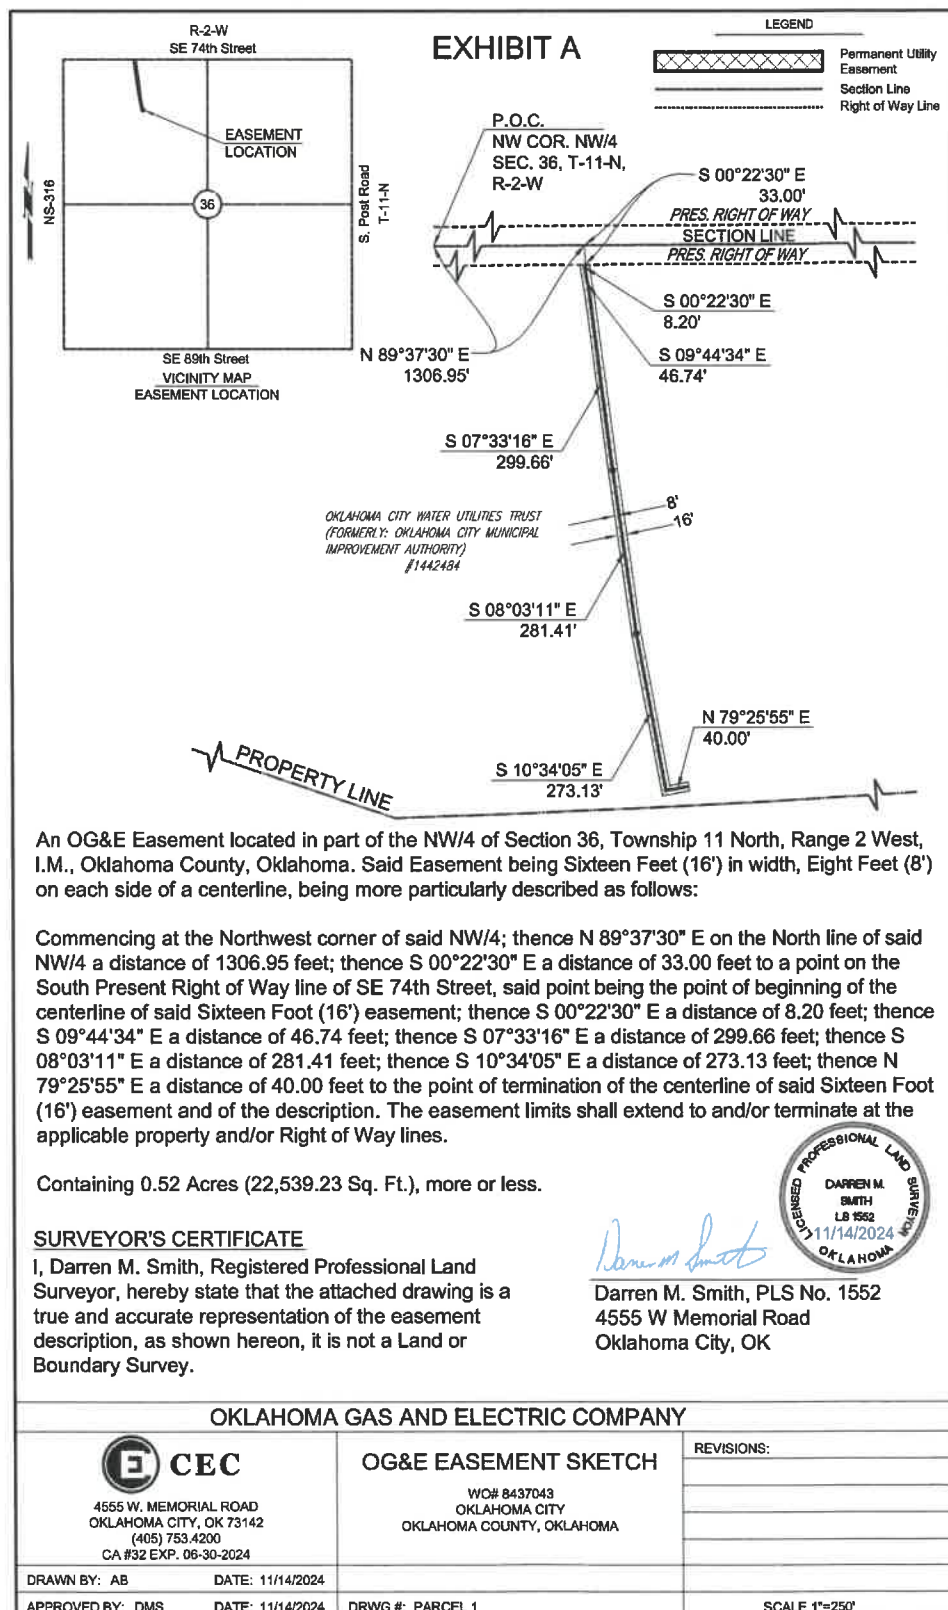 R-2-W
SE 74th Street
EASEMENT
LOCATION
36
NS-316
S. Post Road
T-11-N
SE 89th Street
VICINITY MAP
EASEMENT LOCATION
EXHIBIT A
LEGEND
Permanent Utility
Easement
Section Line
Right of Way Line
P.O.C.
NW COR. NW/4
SEC. 36, T-11-N,
R-2-W
S 00°22'30" E
33.00'
PRES. RIGHT OF WAY
SECTION LINE
PRES. RIGHT OF WAY
S 00°22'30" E
8.20'
N 89°37'30" E
1306.95'
S 09°44'34" E
46.74'
S 07°33'16" E
299.66'
8'
16'
OKLAHOMA CITY WATER UTILITIES TRUST
(FORMERLY: OKLAHOMA CITY MUNICIPAL
IMPROVEMENT AUTHORITY)
#1442484
S 08°03'11" E
281.41'
N 79°25'55" E
40.00'
S 10°34'05" E
273.13'
PROPERTY LINE
An OG&E Easement located in part of the NW/4 of Section 36, Township 11 North, Range 2 West,
I.M., Oklahoma County, Oklahoma. Said Easement being Sixteen Feet (16') in width, Eight Feet (8')
on each side of a centerline, being more particularly described as follows:
Commencing at the Northwest corner of said NW/4; thence N 89°37'30" E on the North line of said
NW/4 a distance of 1306.95 feet; thence S 00°22'30" E a distance of 33.00 feet to a point on the
South Present Right of Way line of SE 74th Street, said point being the point of beginning of the
centerline of said Sixteen Foot (16') easement; thence S 00°22'30" E a distance of 8.20 feet; thence
S 09°44'34" E a distance of 46.74 feet; thence S 07°33'16" E a distance of 299.66 feet; thence S
08°03'11" E a distance of 281.41 feet; thence S 10°34'05" E a distance of 273.13 feet; thence N
79°25'55" E a distance of 40.00 feet to the point of termination of the centerline of said Sixteen Foot
(16') easement and of the description. The easement limits shall extend to and/or terminate at the
applicable property and/or Right of Way lines.
Containing 0.52 Acres (22,539.23 Sq. Ft.), more or less.
LICENSED PROFESSIONAL LAND SURVEYOR
DARREN M.
SMITH
LS 1552
11/14/2024
OKLAHOMA
SURVEYOR'S CERTIFICATE
I, Darren M. Smith, Registered Professional Land
Surveyor, hereby state that the attached drawing is a
true and accurate representation of the easement
description, as shown hereon, it is not a Land or
Boundary Survey.
Darren M Smith
Darren M. Smith, PLS No. 1552
4555 W Memorial Road
Oklahoma City, OK
OKLAHOMA GAS AND ELECTRIC COMPANY
CEC
4555 W. MEMORIAL ROAD
OKLAHOMA CITY, OK 73142
(405) 753.4200
CA #32 EXP. 06-30-2024
OG&E EASEMENT SKETCH
WO# 8437043
OKLAHOMA CITY
OKLAHOMA COUNTY, OKLAHOMA
REVISIONS:
DRAWN BY: AB DATE: 11/14/2024
APPROVED BY: DMS DATE: 11/14/2024 DRWG #: PARCEL 1 SCALE 1"=250'